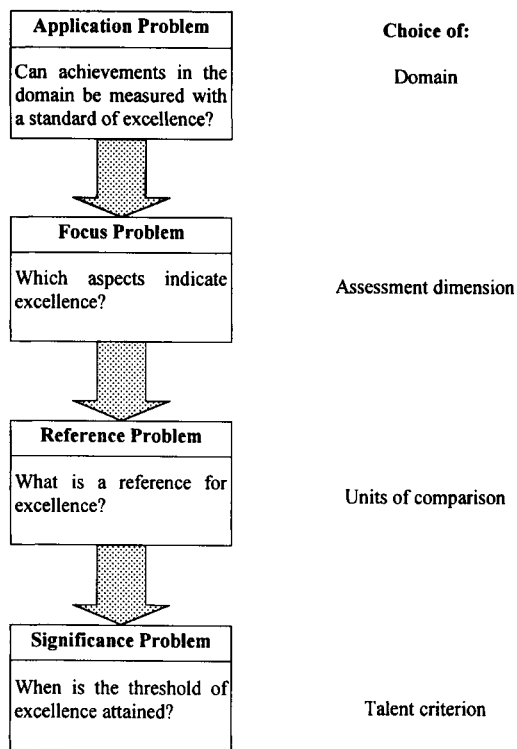 Application Problem
Choice of:
Can achievements in the
domain be measured with
a standard of excellence?
Domain
Focus Problem
Which aspects indicate
excellence?
Assessment dimension
Reference Problem
What is a reference for
excellence?
Units of comparison
Significance Problem
When is the threshold of
excellence attained?
Talent criterion